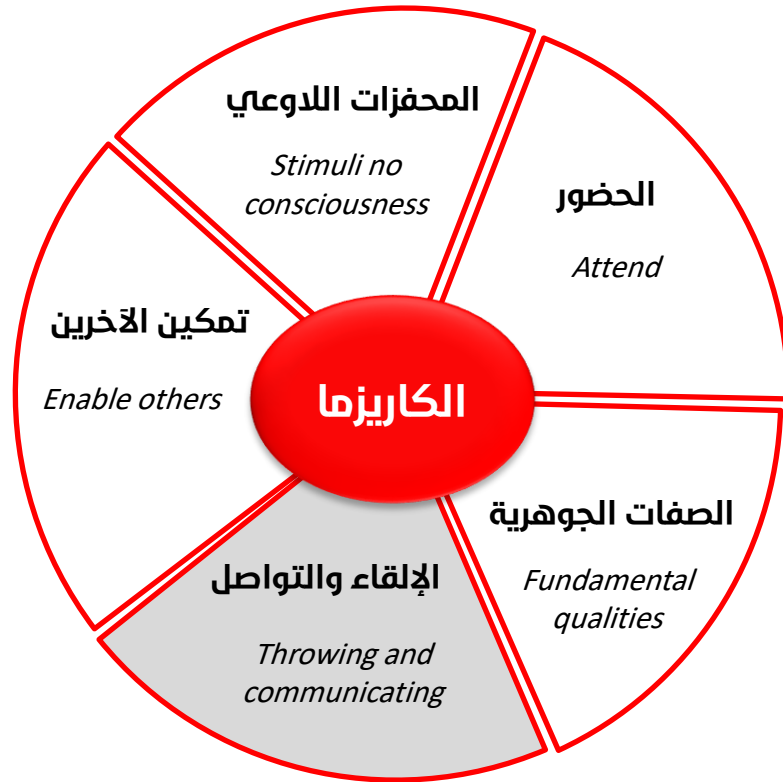 المحفزات اللاوعي
Stimuli no
consciousness
الحضور
Attend
تمكين الآخرين
Enable others
الكاريزما
الصفات الجوهرية
Fundamental
qualities
الإلقاء والتواصل
Throwing and
communicating